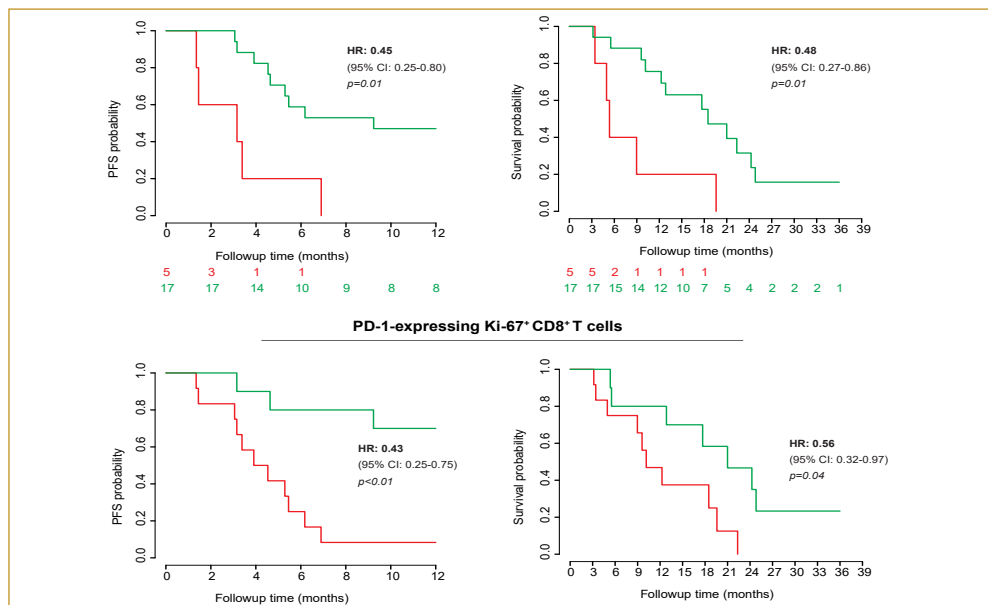 PFS probability
1.0
0.8
0.6
0.4
0.2
0.0
HR: 0.45
(95% CI: 0.25-0.80)
p=0.01
0 2 4 6 8 10 12
Followup time (months)
5 3 1 1
17 17 14 10 9 8 8
Survival probability
1.0
0.8
0.6
0.4
0.2
0.0
HR: 0.48
(95% CI: 0.27-0.86)
p=0.01
0 3 6 9 12 15 18 21 24 27 30 33 36 39
Followup time (months)
5 5 2 1 1 1 1
17 17 15 14 12 10 7 5 4 2 2 2 1
PD-1-expressing Ki-67⁺ CD8⁺ T cells
PFS probability
1.0
0.8
0.6
0.4
0.2
0.0
HR: 0.43
(95% CI: 0.25-0.75)
p<0.01
0 2 4 6 8 10 12
Followup time (months)
Survival probability
1.0
0.8
0.6
0.4
0.2
0.0
HR: 0.56
(95% CI: 0.32-0.97)
p=0.04
0 3 6 9 12 15 18 21 24 27 30 33 36 39
Followup time (months)